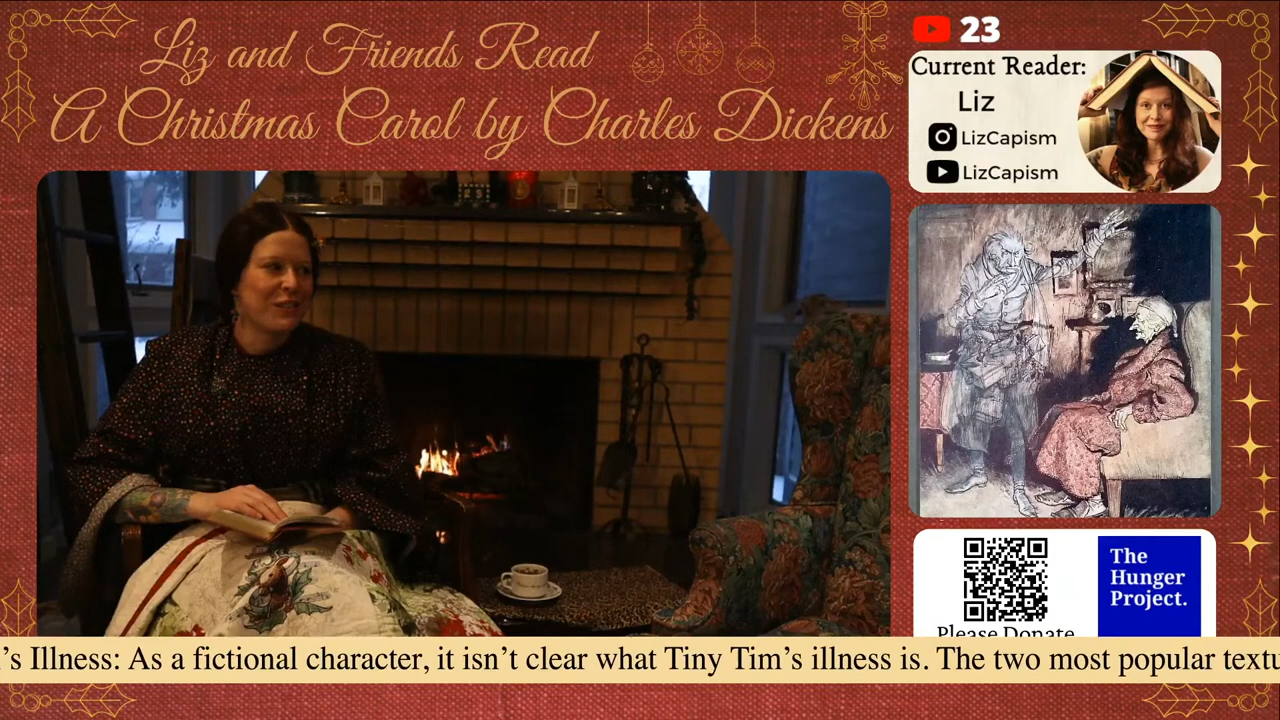 Liz and Friends Read
A Christmas Carol by Charles Dickens
23
Current Reader:
Liz
LizCapism
LizCapism
The
Hunger
Project.
Please Donate
's Illness: As a fictional character, it isn't clear what Tiny Tim's illness is. The two most popular textu